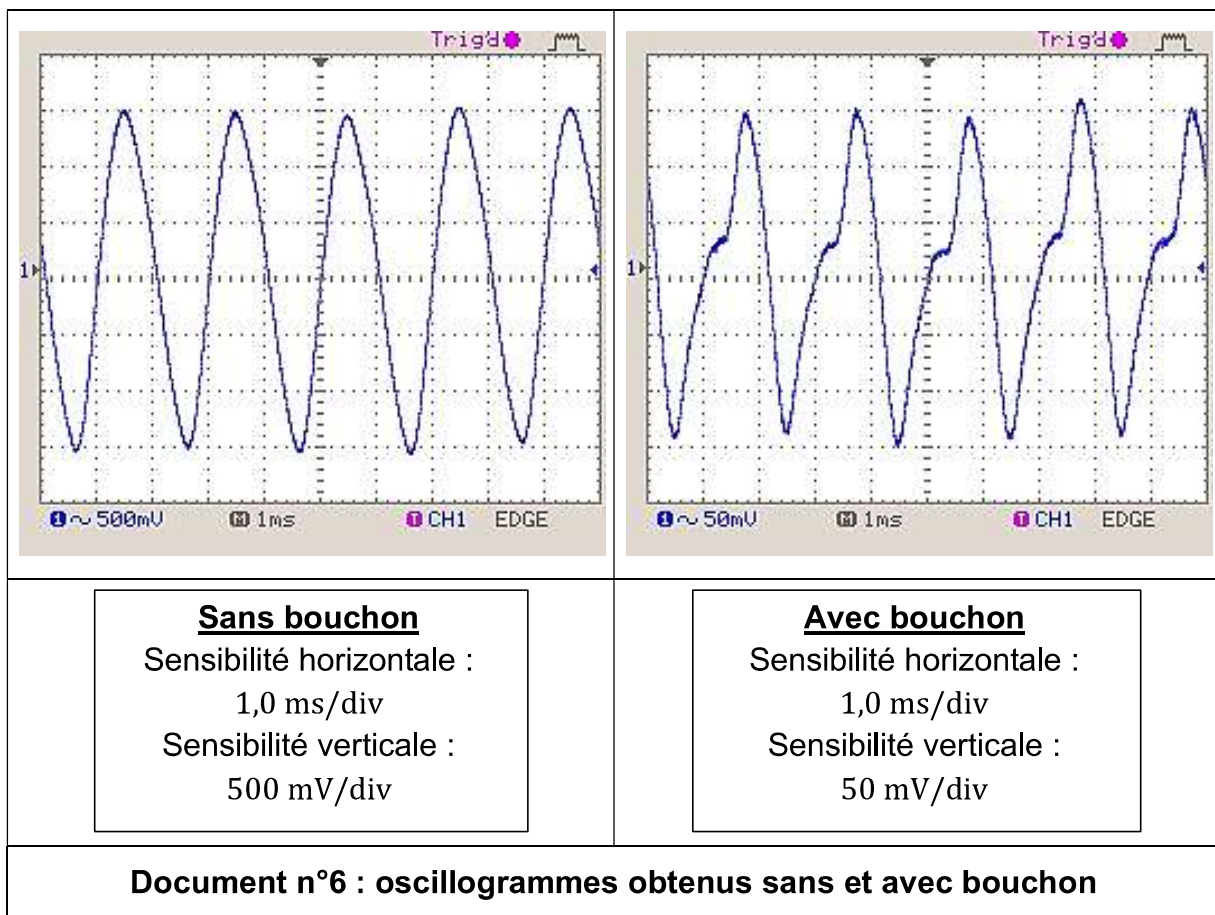 Trig'd
1
1 ~ 500mV M 1ms T CH1 EDGE
Trig'd
1
1 ~ 50mV M 1ms T CH1 EDGE
Sans bouchon
Sensibilité horizontale :
1,0 ms/div
Sensibilité verticale :
500 mV/div
Avec bouchon
Sensibilité horizontale :
1,0 ms/div
Sensibilité verticale :
50 mV/div
Document n°6 : oscillogrammes obtenus sans et avec bouchon